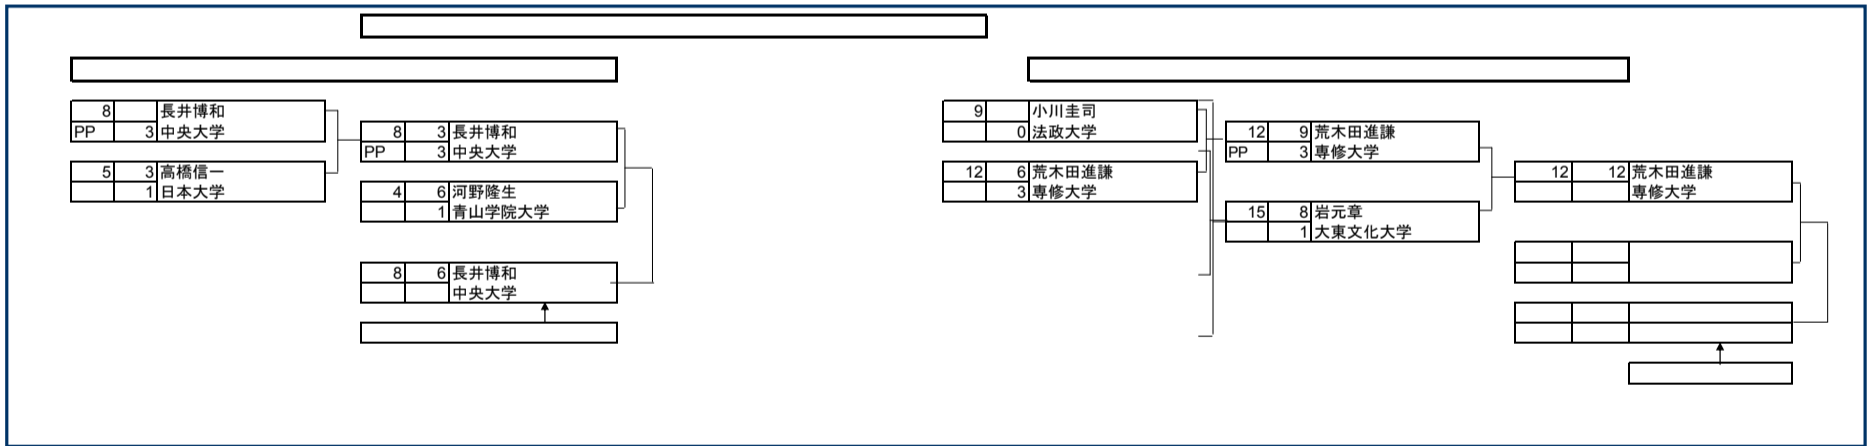 8 長井博和
PP 3 中央大学
5 3 高橋信一
1 日本大学
8 3 長井博和
PP 3 中央大学
4 6 河野隆生
1 青山学院大学
8 6 長井博和
中央大学
9 小川圭司
0 法政大学
12 6 荒木田進謙
3 専修大学
12 9 荒木田進謙
PP 3 専修大学
15 8 岩元章
1 大東文化大学
12 12 荒木田進謙
専修大学